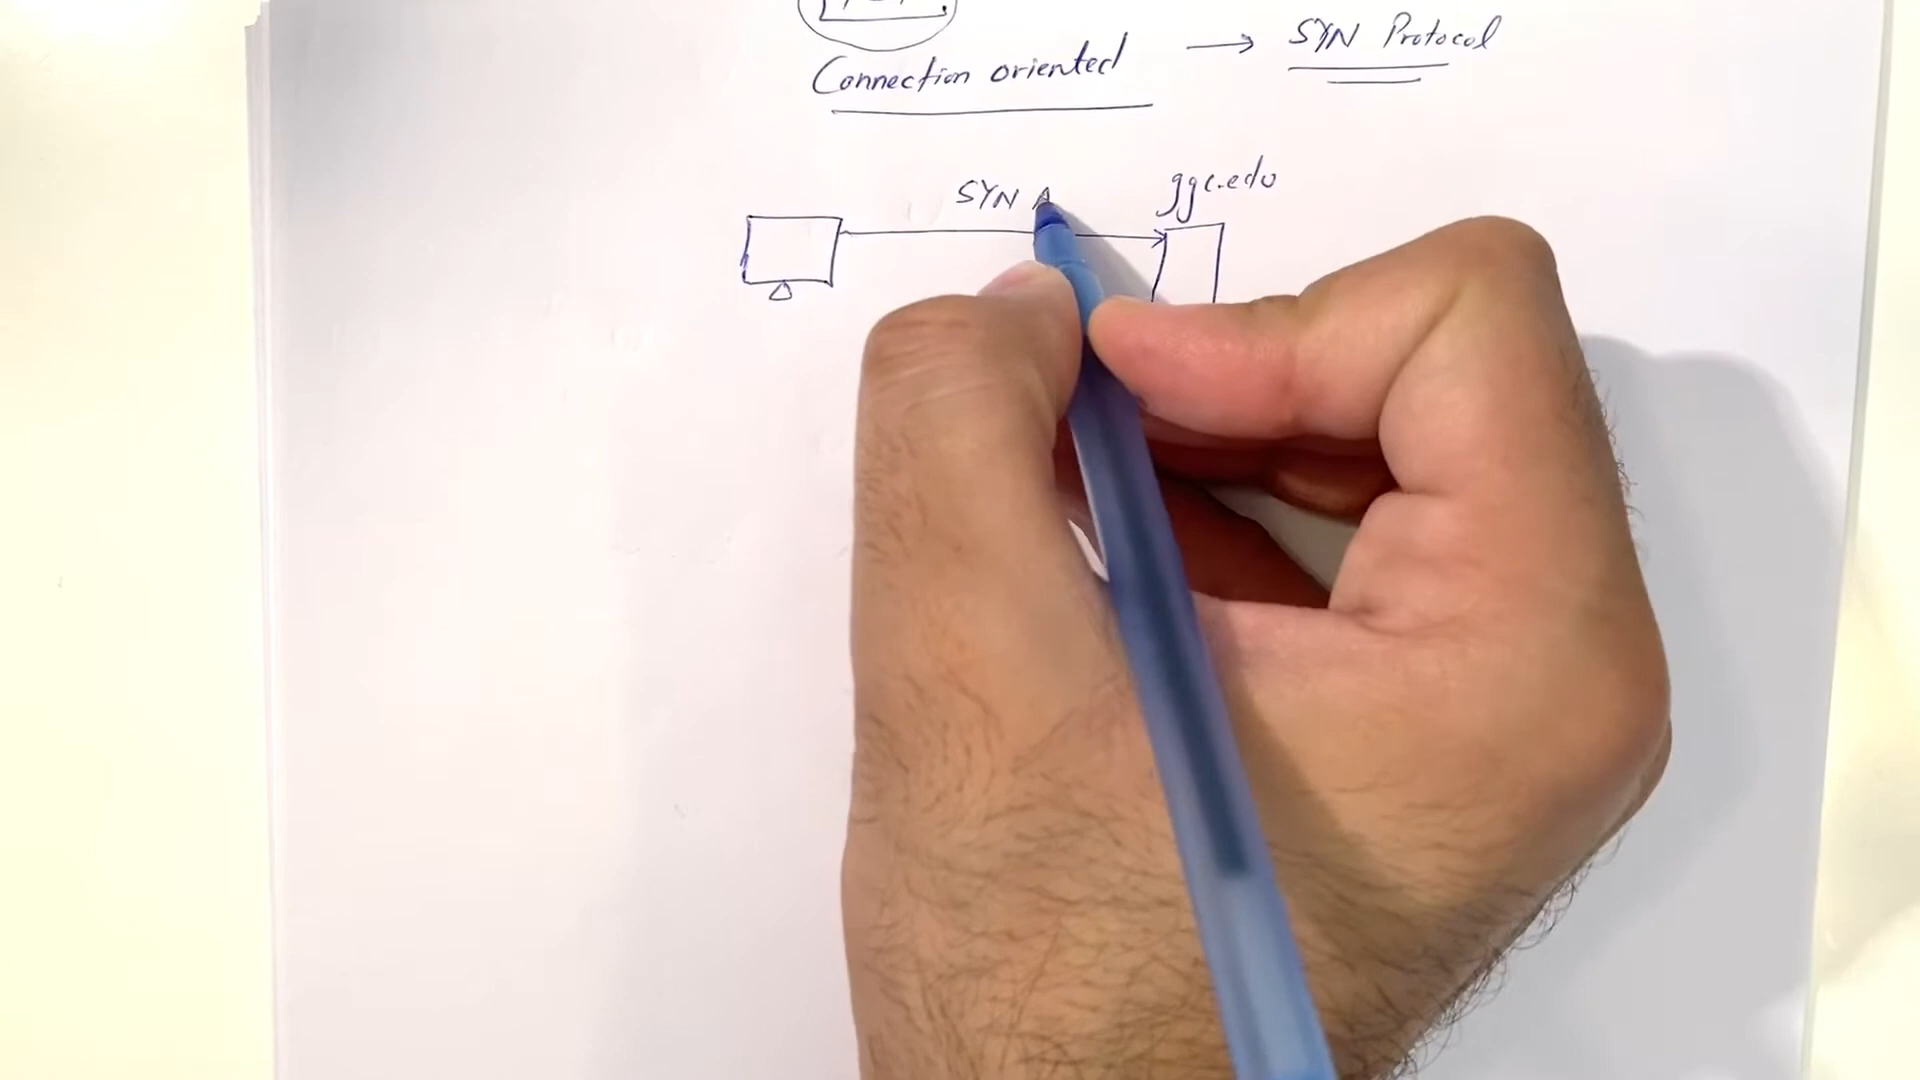 Connection oriented → SYN Protocol
SYN A
ggc.edu